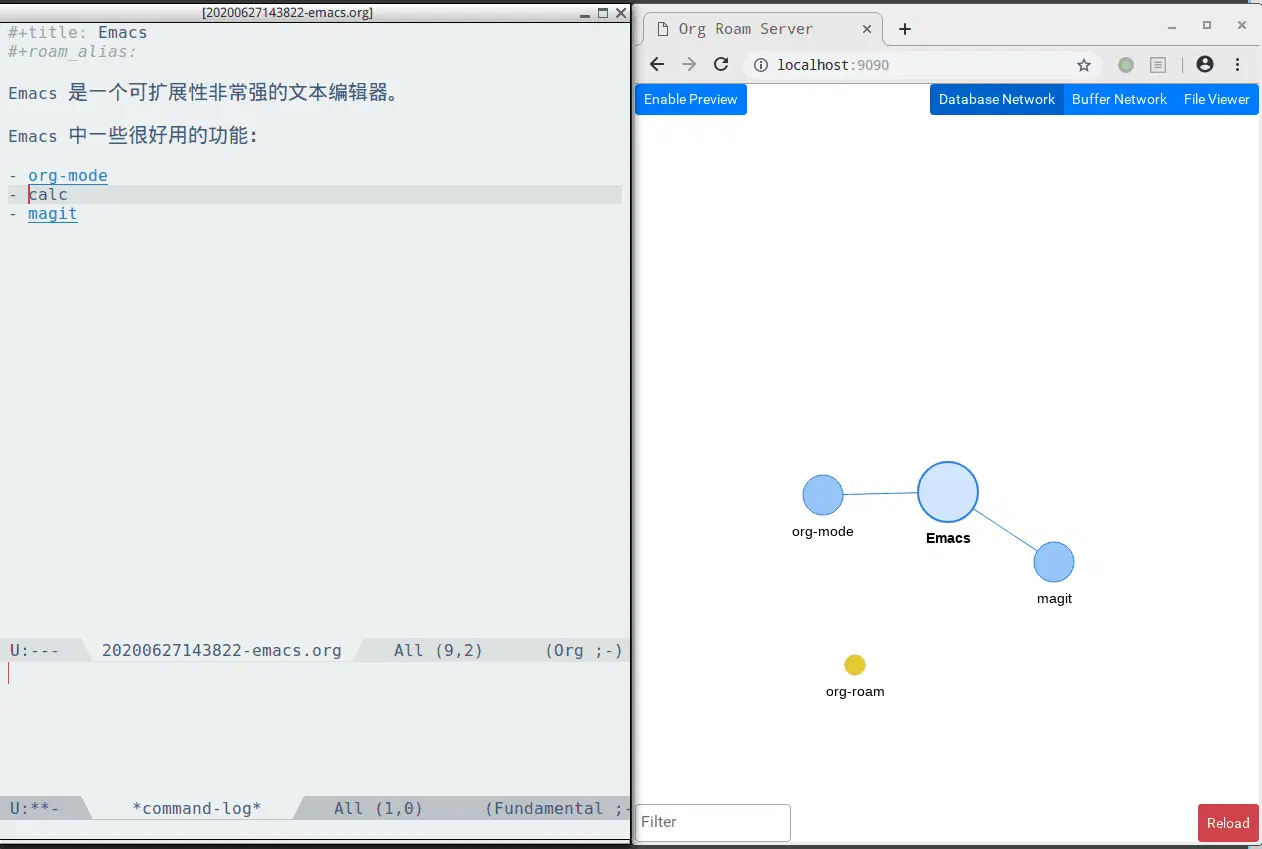 [20200627143822-emacs.org]
#+title: Emacs
#+roam_alias:
Emacs 是一个可扩展性非常强的文本编辑器。
Emacs 中一些很好用的功能:
- org-mode
- calc
- magit
U:--- 20200627143822-emacs.org All (9,2) (Org ;-)
U:**- *command-log* All (1,0) (Fundamental ;-
Org Roam Server
localhost:9090
Enable Preview Database Network Buffer Network File Viewer
org-mode
Emacs
magit
org-roam
Filter
Reload